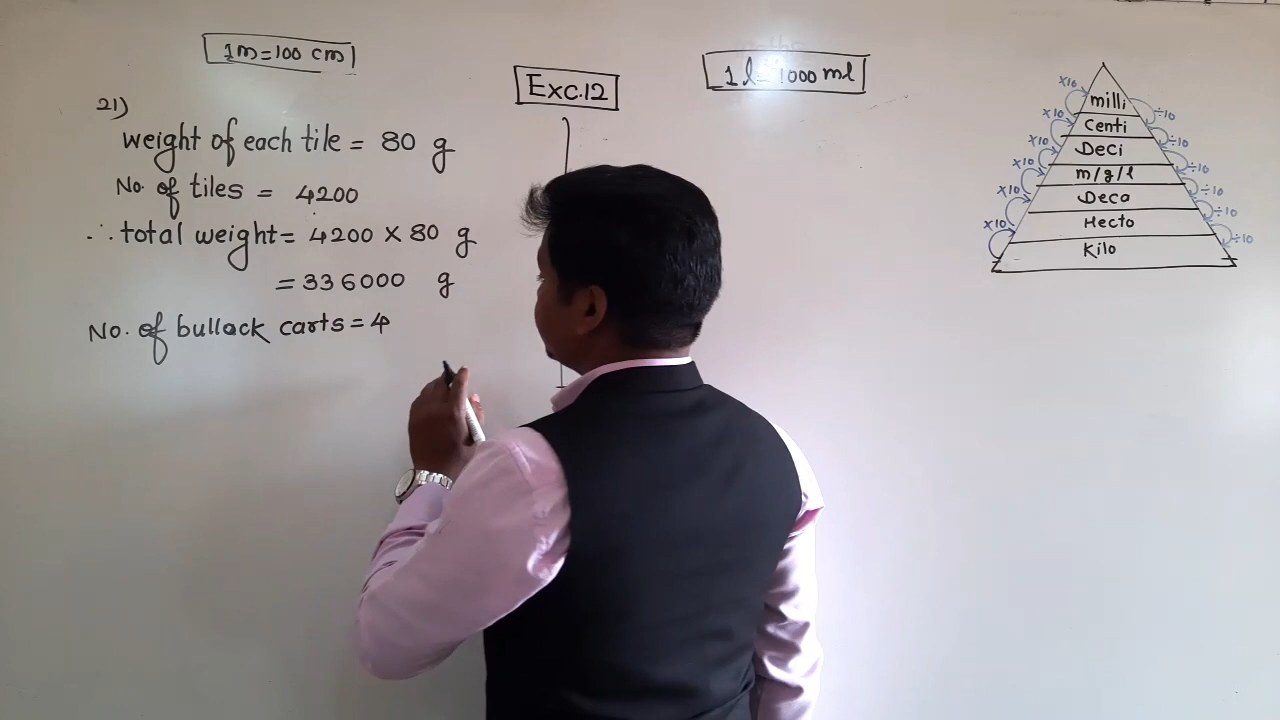 1m=100 cm
Exc.12
1l=1000 ml
21)
weight of each tile = 80 g
No. of tiles = 4200
∴ total weight = 4200 × 80 g
= 336000 g
No. of bullack carts = 4
milli
Centi
Deci
m/g/l
Deca
Hecto
Kilo
×10
×10
×10
×10
×10
×10
÷10
÷10
÷10
÷10
÷10
÷10